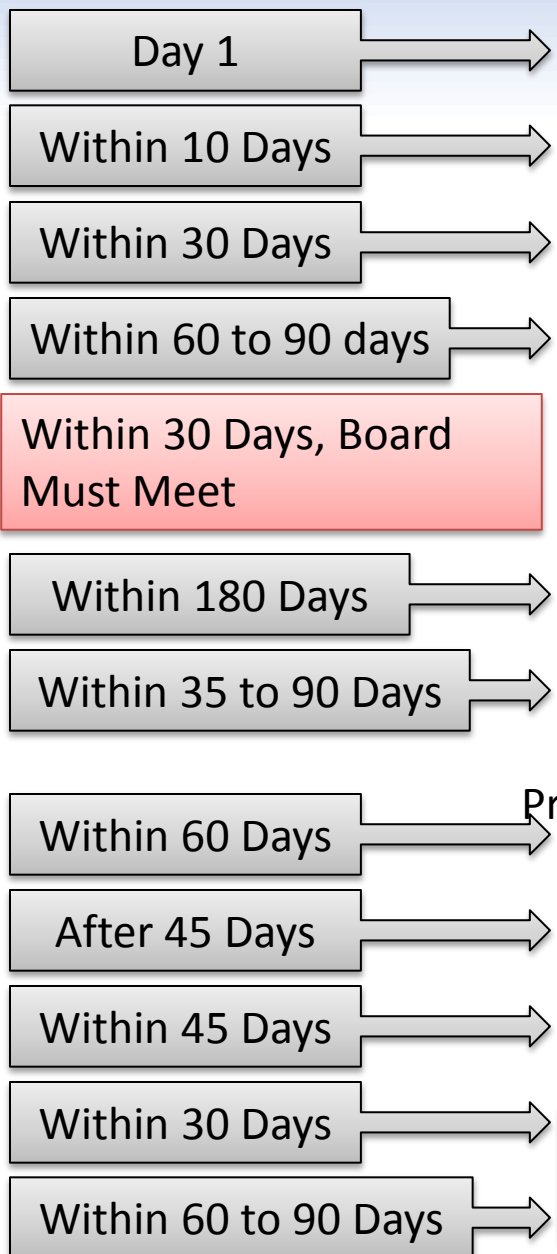 Day 1
Within 10 Days
Within 30 Days
Within 60 to 90 days
Within 30 Days, Board
Must Meet
Within 180 Days
Within 35 to 90 Days
Pr
Within 60 Days
After 45 Days
Within 45 Days
Within 30 Days
Within 60 to 90 Days